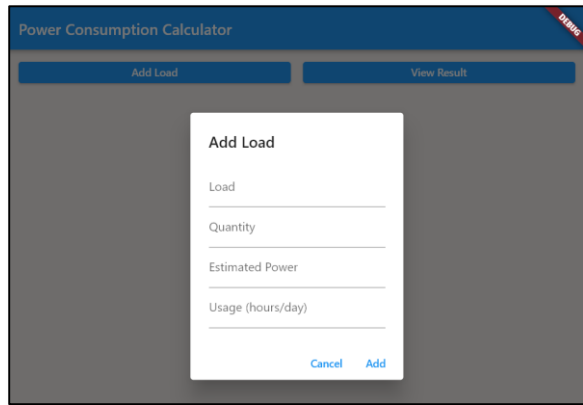 Power Consumption Calculator
DEBUG
Add Load
View Result
Add Load
Load
Quantity
Estimated Power
Usage (hours/day)
Cancel
Add